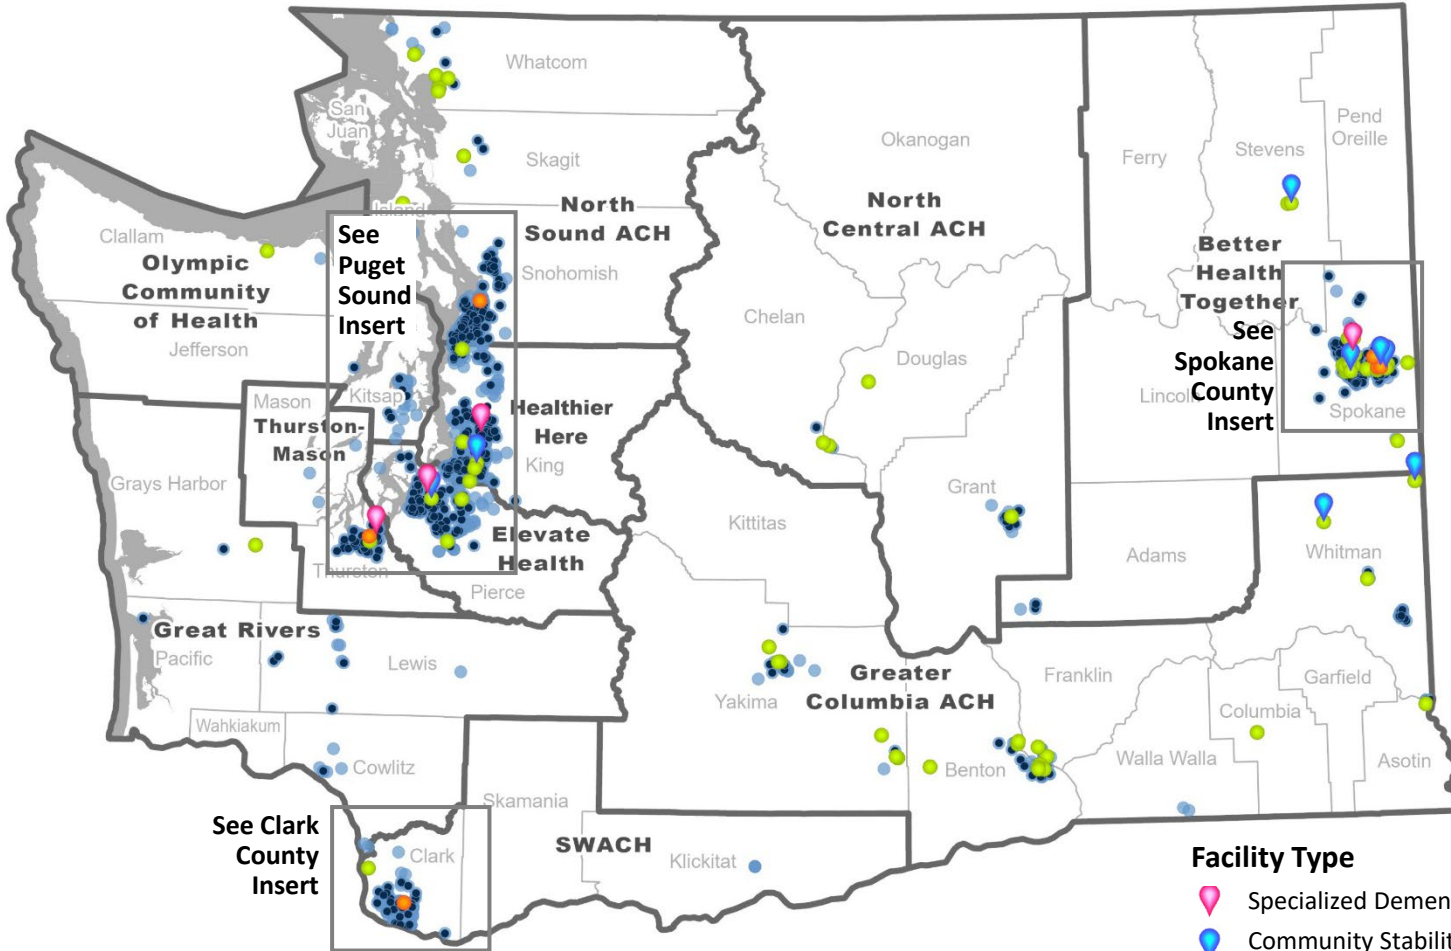 Whatcom
San
Juan
Skagit
Okanogan
Ferry
Stevens
Pend
Oreille
Island
North
Sound ACH
North
Central ACH
Better
Health
Together
Clallam
Olympic
Community
of Health
Jefferson
See
Puget
Sound
Insert
Snohomish
Chelan
Douglas
See
Spokane
County
Insert
Lincoln
Spokane
Mason
Kitsap
Thurston-
Mason
Healthier
Here
King
Grays Harbor
Grant
Kittitas
Adams
Whitman
Elevate
Health
Thurston
Pierce
Great Rivers
Pacific
Lewis
Yakima
Greater
Columbia ACH
Franklin
Garfield
Columbia
Wahkiakum
Cowlitz
Benton
Walla Walla
Asotin
Skamania
See Clark
County
Insert
Clark
SWACH
Klickitat
Facility Type
Specialized Demen
Community Stabilit